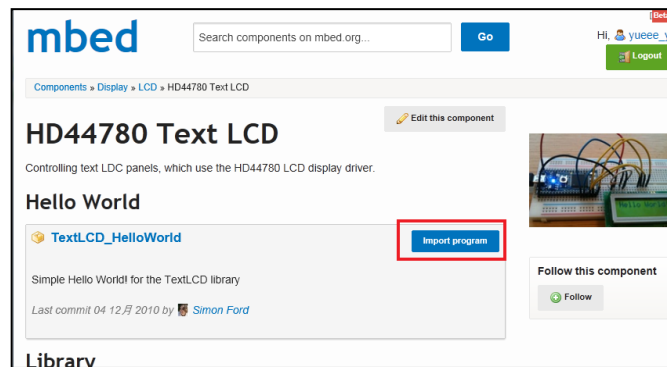 Beta
mbed
Search components on mbed.org...
Go
Hi, yueee_y
Logout
Components » Display » LCD » HD44780 Text LCD
Edit this component
HD44780 Text LCD
Controlling text LDC panels, which use the HD44780 LCD display driver.
Hello World
TextLCD_HelloWorld
Import program
Simple Hello World! for the TextLCD library
Last commit 04 12月 2010 by Simon Ford
Hello World!
Follow this component
Follow
Library